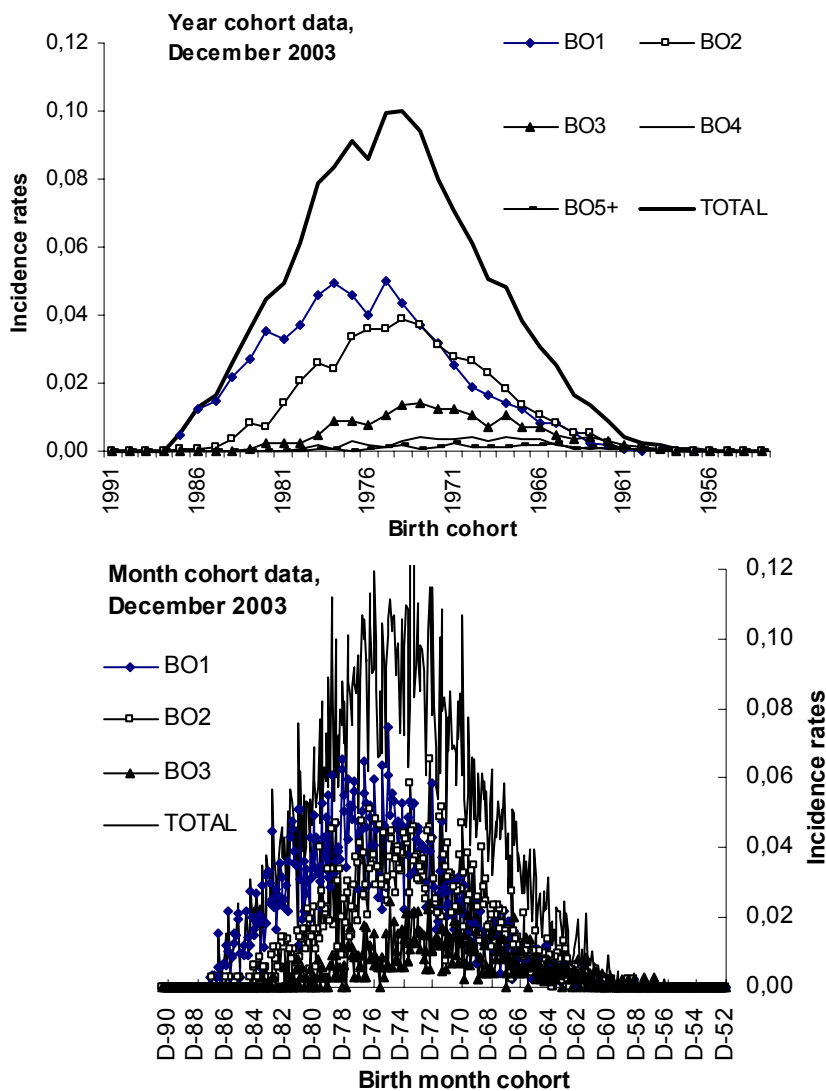 Year cohort data,
December 2003
BO1
BO2
BO3
BO4
BO5+
TOTAL
Incidence rates
0,12
0,10
0,08
0,06
0,04
0,02
0,00
1991
1986
1981
1976
1971
1966
1961
1956
Birth cohort
Month cohort data,
December 2003
BO1
BO2
BO3
TOTAL
0,12
0,10
0,08
0,06
0,04
0,02
0,00
Incidence rates
D-90
D-88
D-86
D-84
D-82
D-80
D-78
D-76
D-74
D-72
D-70
D-68
D-66
D-64
D-62
D-60
D-58
D-56
D-54
D-52
Birth month cohort